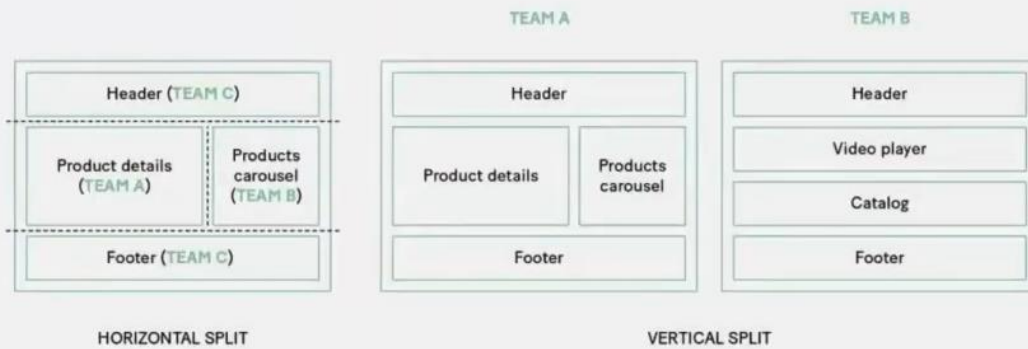 TEAM A
TEAM B
Header (TEAM C)
Product details
(TEAM A)
Products
carousel
(TEAM B)
Footer (TEAM C)
HORIZONTAL SPLIT
Header
Product details
Products
carousel
Footer
Header
Video player
Catalog
Footer
VERTICAL SPLIT